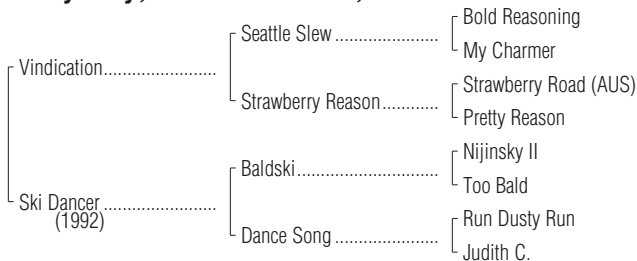 Bold Reasoning
Seattle Slew ....................
My Charmer
Vindication.......................
Strawberry Road (AUS)
Strawberry Reason............
Pretty Reason
Nijinsky II
Baldski.............................
Too Bald
Ski Dancer .......................
(1992)
Run Dusty Run
Dance Song .....................
Judith C.